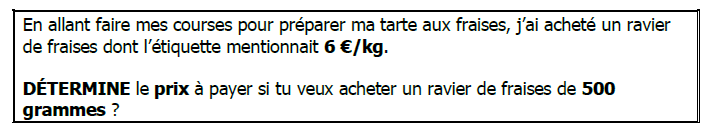 En allant faire mes courses pour préparer ma tarte aux fraises, j’ai acheté un ravier
de fraises dont l’étiquette mentionnait 6 €/kg.
DÉTERMINE le prix à payer si tu veux acheter un ravier de fraises de 500
grammes ?